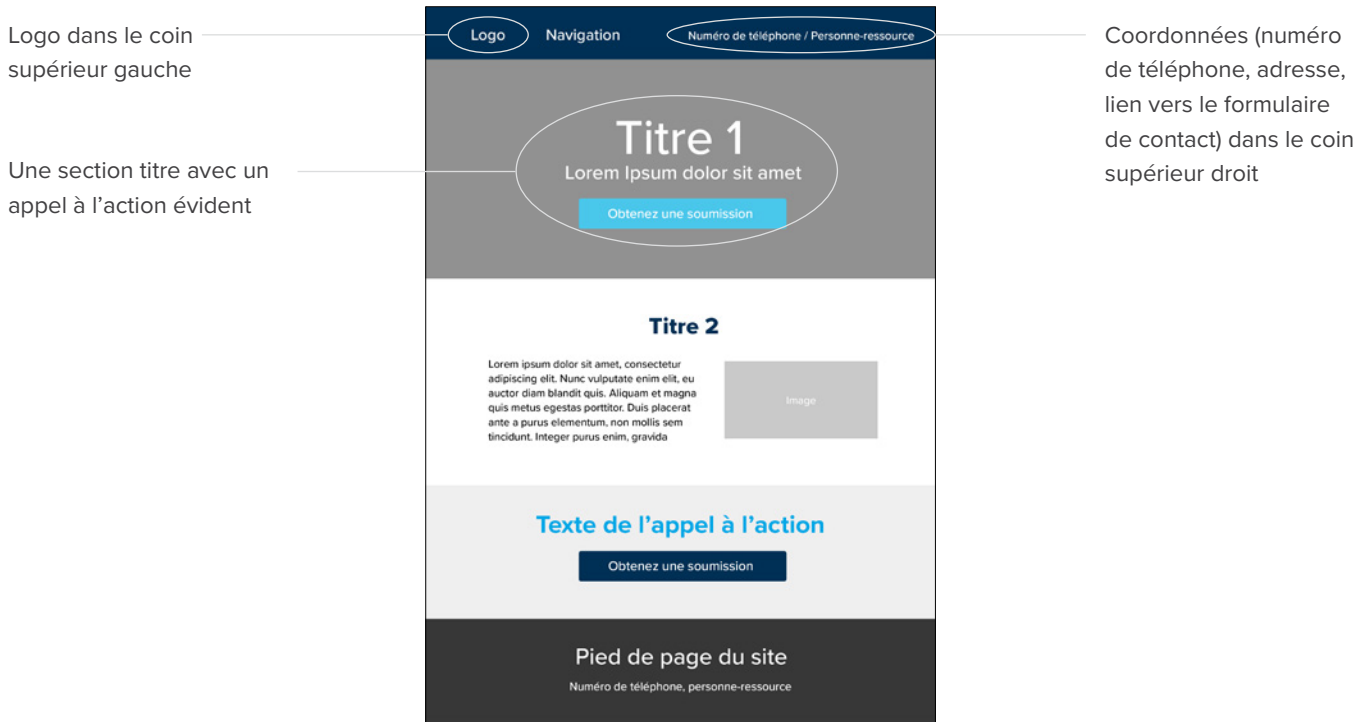 Logo dans le coin
supérieur gauche
Une section titre avec un
appel à l’action évident
Logo
Navigation
Numéro de téléphone / Personne-ressource
Titre 1
Lorem Ipsum dolor sit amet
Obtenez une soumission
Titre 2
Lorem ipsum dolor sit amet, consectetur
adipiscing elit. Nunc vulputate enim elit, eu
auctor diam blandit quis. Aliquam et magna
quis metus egestas porttitor. Duis placerat
ante a purus elementum, non mollis sem
tincidunt. Integer purus enim, gravida
Image
Texte de l’appel à l’action
Obtenez une soumission
Pied de page du site
Numéro de téléphone, personne-ressource
Coordonnées (numéro
de téléphone, adresse,
lien vers le formulaire
de contact) dans le coin
supérieur droit